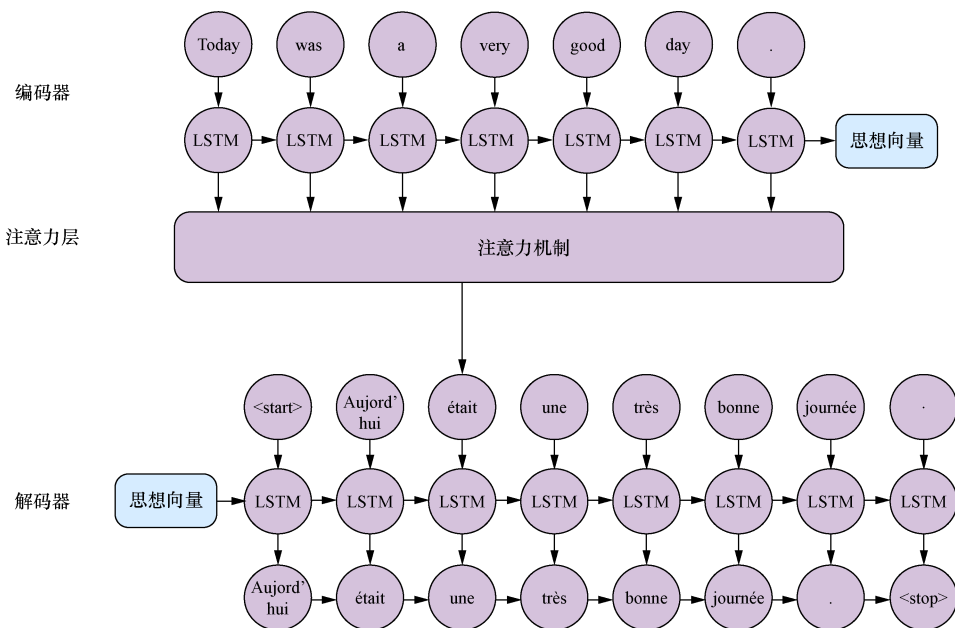 Today was a very good day .
编码器
LSTM LSTM LSTM LSTM LSTM LSTM LSTM 思想向量
注意力层 注意力机制
<start> Aujord'
hui était une très bonne journée .
解码器 思想向量 LSTM LSTM LSTM LSTM LSTM LSTM LSTM LSTM
Aujord'
hui était une très bonne journée . <stop>